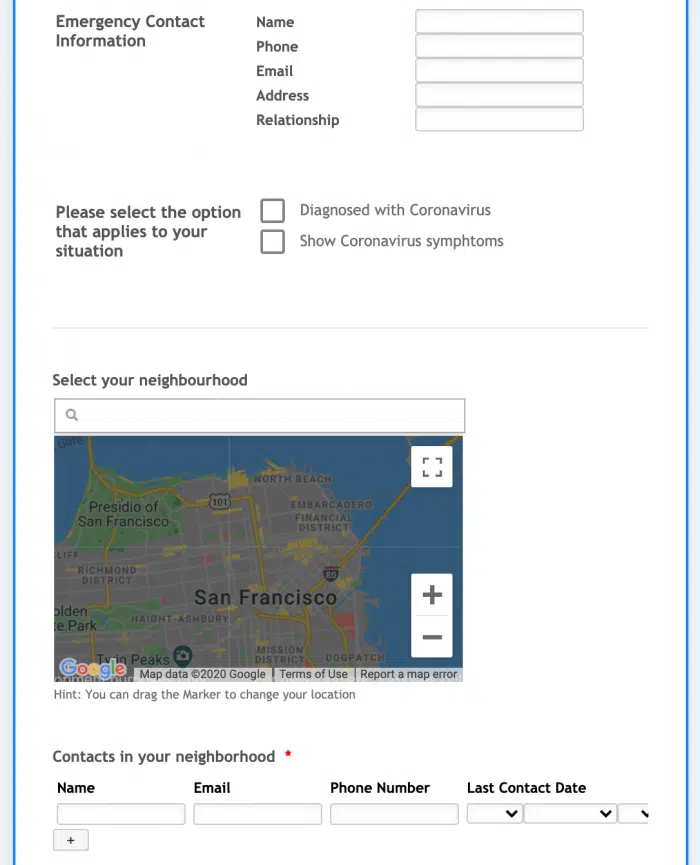 Emergency Contact
Information
Name
Phone
Email
Address
Relationship
Please select the option
that applies to your
situation
Diagnosed with Coronavirus
Show Coronavirus symphtoms
Select your neighbourhood
Gate
NORTH BEACH
101
Presidio of
San Francisco
EMBARCADERO
FINANCIAL
DISTRICT
LIFF
RICHMOND
DISTRICT
80
San Francisco
olden
te Park
HAIGHT-ASHBURY
Twin Peaks
MISSION
DISTRICT
DOGPATCH
Google
Map data ©2020 Google
Terms of Use
Report a map error
Hint: You can drag the Marker to change your location
Contacts in your neighborhood *
Name Email Phone Number Last Contact Date
+